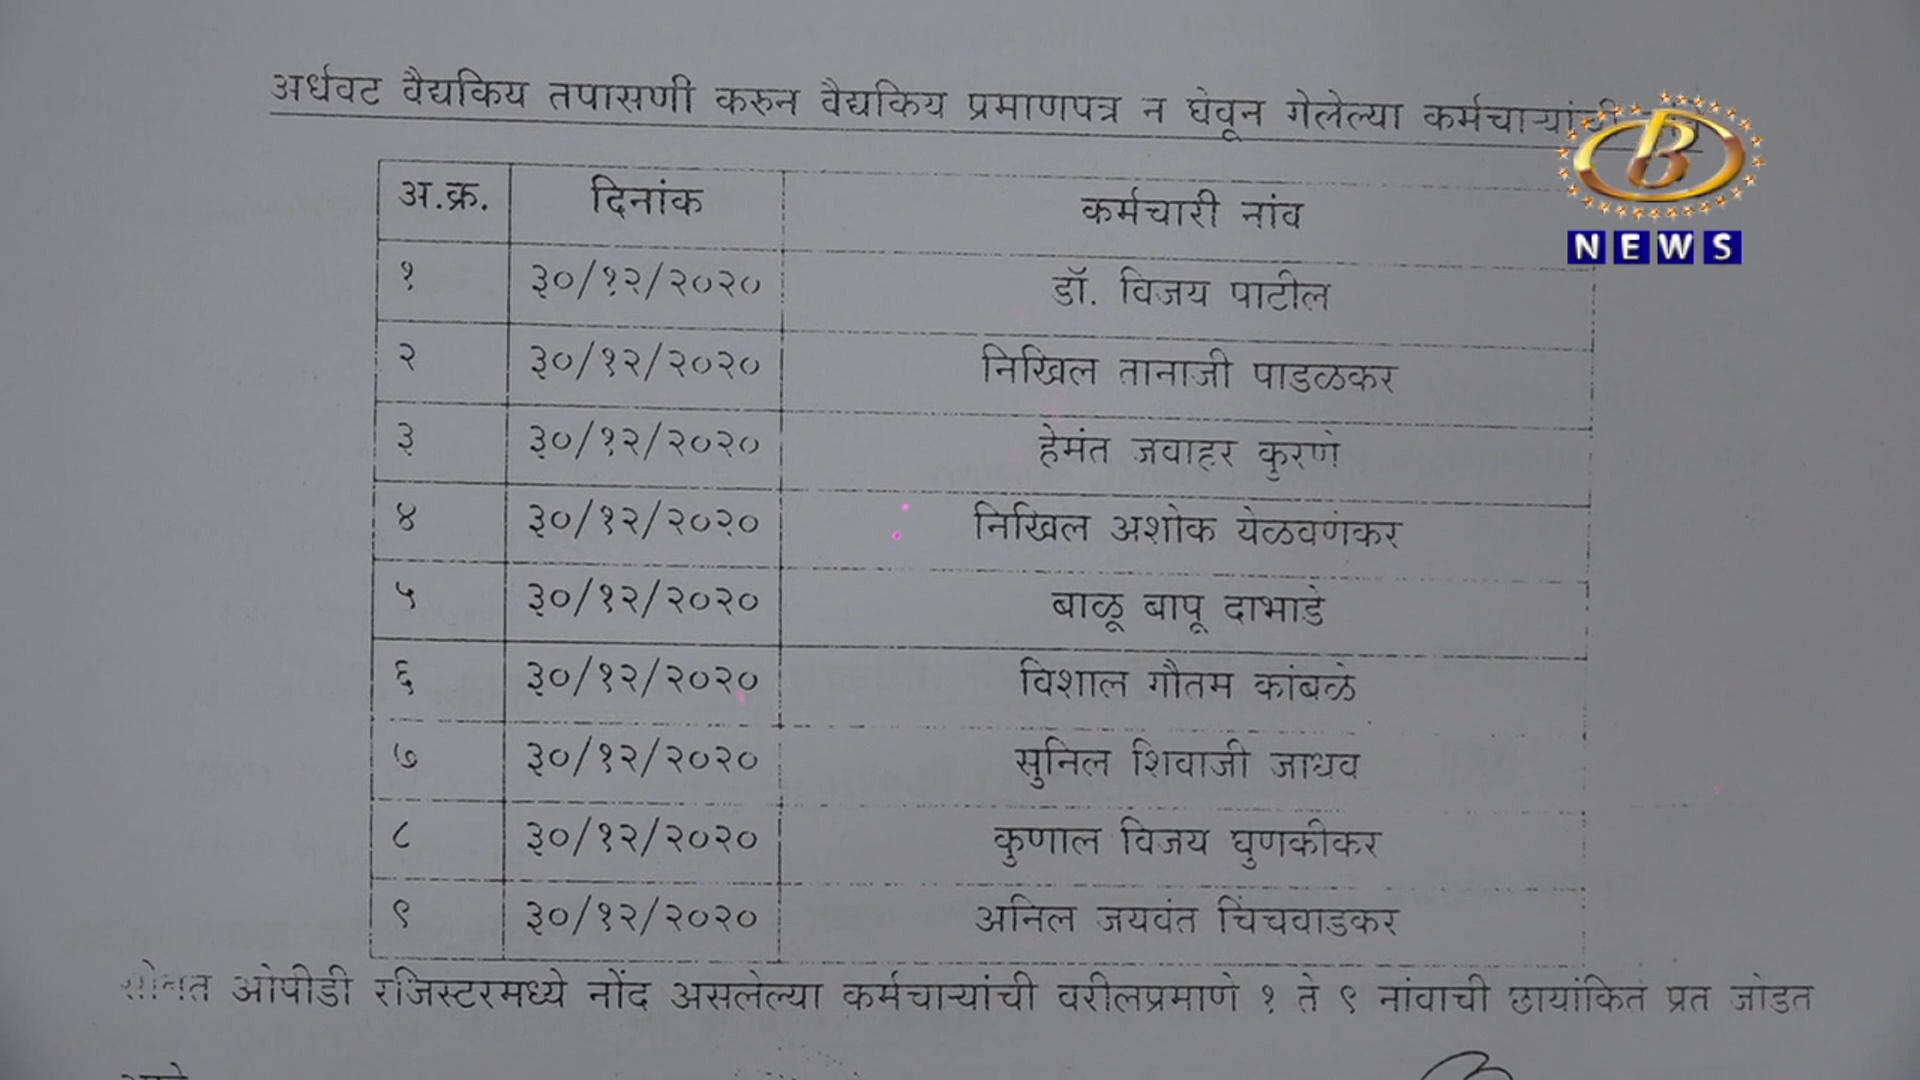 अर्धवट वैद्यकिय तपासणी करुन वैद्यकिय प्रमाणपत्र न घेवून गेलेल्या कर्मचाऱ्यांची
B
NEWS
अ.क्र. दिनांक कर्मचारी नांव
१ ३०/१२/२०२० डॉ. विजय पाटील
२ ३०/१२/२०२० निखिल तानाजी पाडळकर
३ ३०/१२/२०२० हेमंत जवाहर कुरणे
४ ३०/१२/२०२० निखिल अशोक येळवणकर
५ ३०/१२/२०२० बाळू बापू दाभाडे
६ ३०/१२/२०२० विशाल गौतम कांबळे
७ ३०/१२/२०२० सुनिल शिवाजी जाधव
८ ३०/१२/२०२० कुणाल विजय घुणकीकर
९ ३०/१२/२०२० अनिल जयवंत चिंचवाडकर
सोबत ओपीडी रजिस्टरमध्ये नोंद असलेल्या कर्मचाऱ्यांची वरीलप्रमाणे १ ते ९ नांवाची छायांकित प्रत जोडत